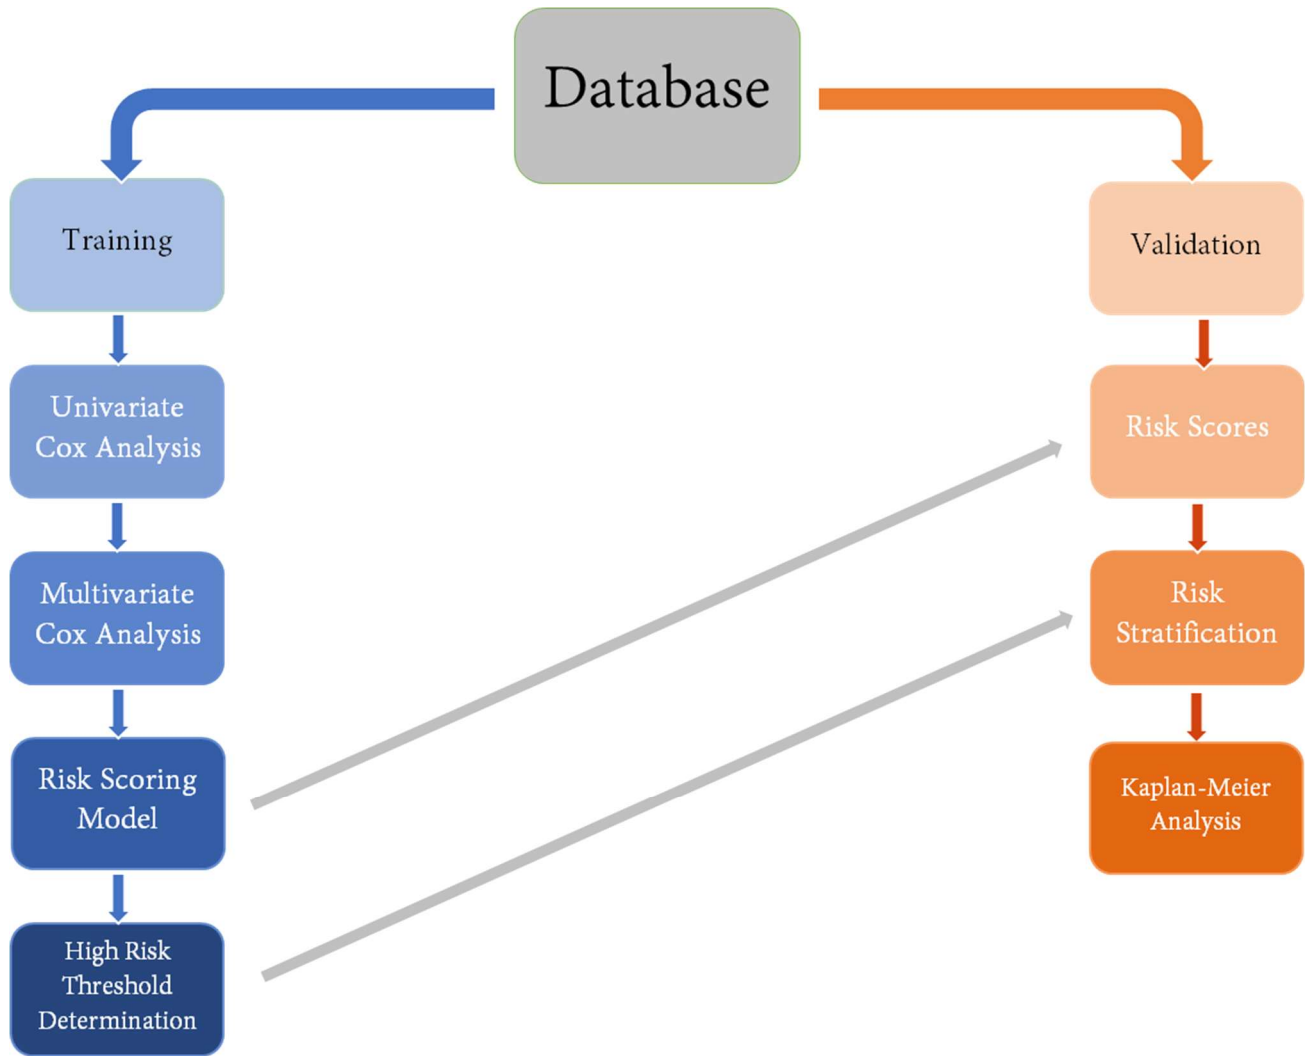 Database
Training
Univariate
Cox Analysis
Multivariate
Cox Analysis
Risk Scoring
Model
High Risk
Threshold
Determination
Validation
Risk Scores
Risk
Stratification
Kaplan-Meier
Analysis